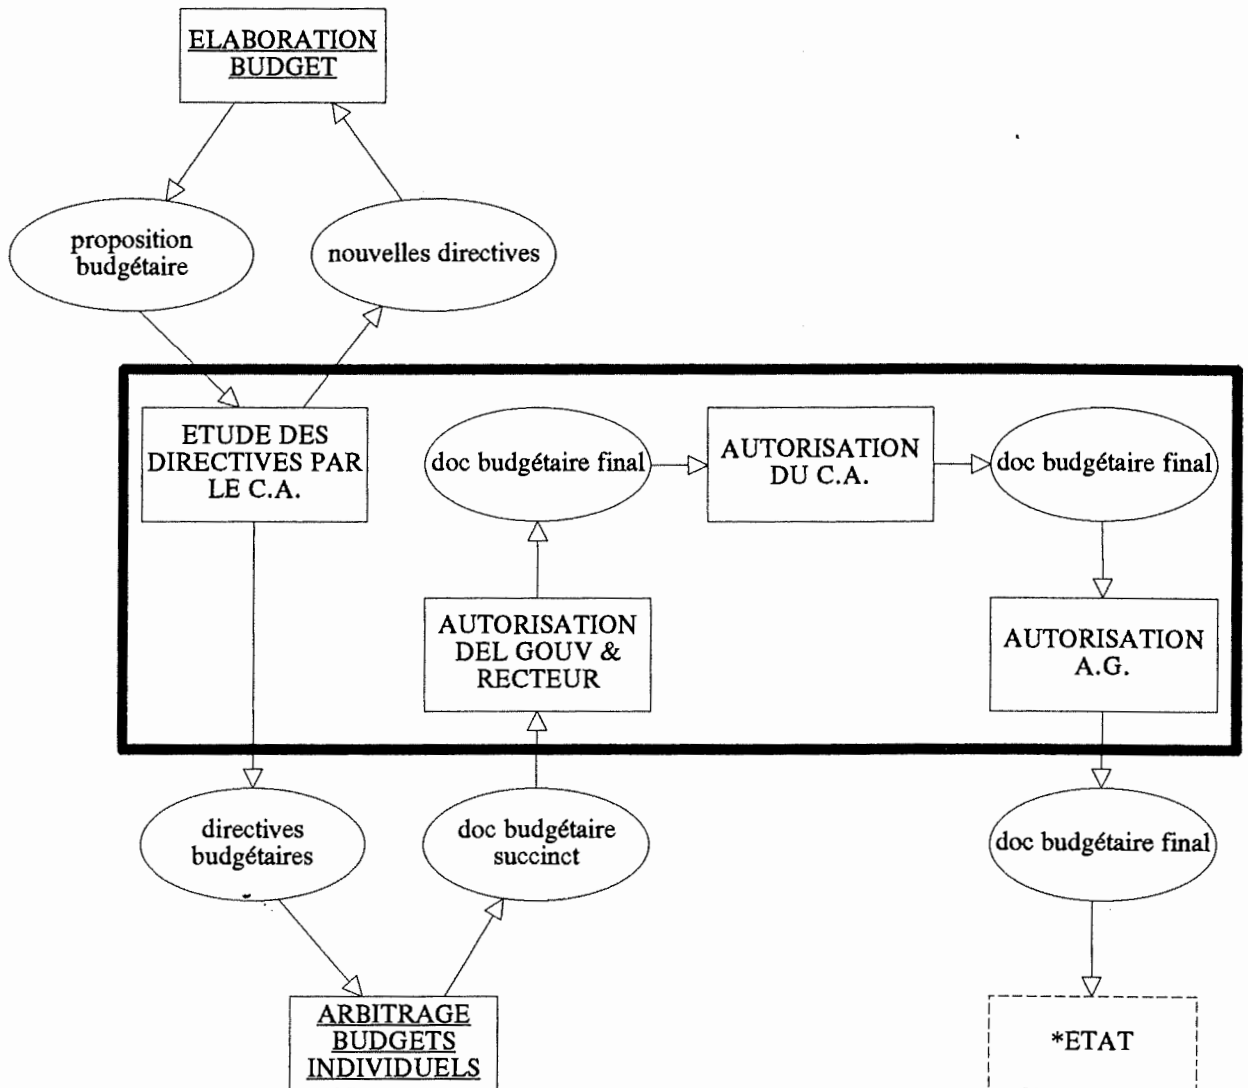 ELABORATION
BUDGET
proposition
budgétaire
nouvelles directives
ETUDE DES
DIRECTIVES PAR
LE C.A.
doc budgétaire final
AUTORISATION
DU C.A.
doc budgétaire final
AUTORISATION
DEL GOUV &
RECTEUR
AUTORISATION
A.G.
directives
budgétaires
doc budgétaire
succinct
doc budgétaire final
ARBITRAGE
BUDGETS
INDIVIDUELS
*ETAT